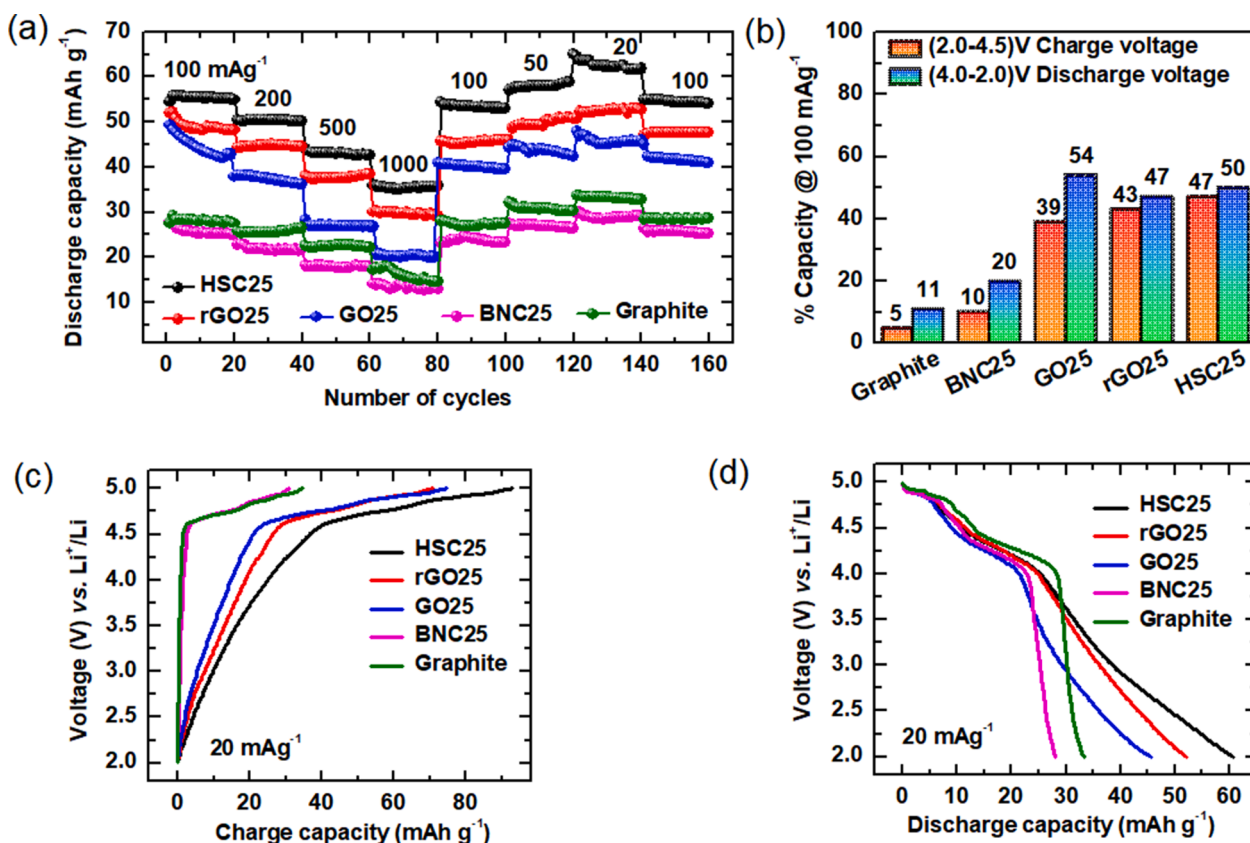 (a)
Discharge capacity (mAh g-1)
70
60
50
40
30
20
10
100 mAg-1
200
500
1000
100
50
20
100
HSC25
rGO25
GO25
BNC25
Graphite
0 20 40 60 80 100 120 140 160
Number of cycles
(b)
% Capacity @ 100 mAg-1
100
80
60
40
20
0
(2.0-4.5)V Charge voltage
(4.0-2.0)V Discharge voltage
5 11 10 20 39 54 43 47 47 50
Graphite BNC25 GO25 rGO25 HSC25
(c)
Voltage (V) vs. Li+/Li
5.0
4.5
4.0
3.5
3.0
2.5
2.0
HSC25
rGO25
GO25
BNC25
Graphite
20 mAg-1
0 20 40 60 80
Charge capacity (mAh g-1)
(d)
Voltage (V) vs. Li+/Li
5.0
4.5
4.0
3.5
3.0
2.5
2.0
HSC25
rGO25
GO25
BNC25
Graphite
20 mAg-1
0 10 20 30 40 50 60
Discharge capacity (mAh g-1)